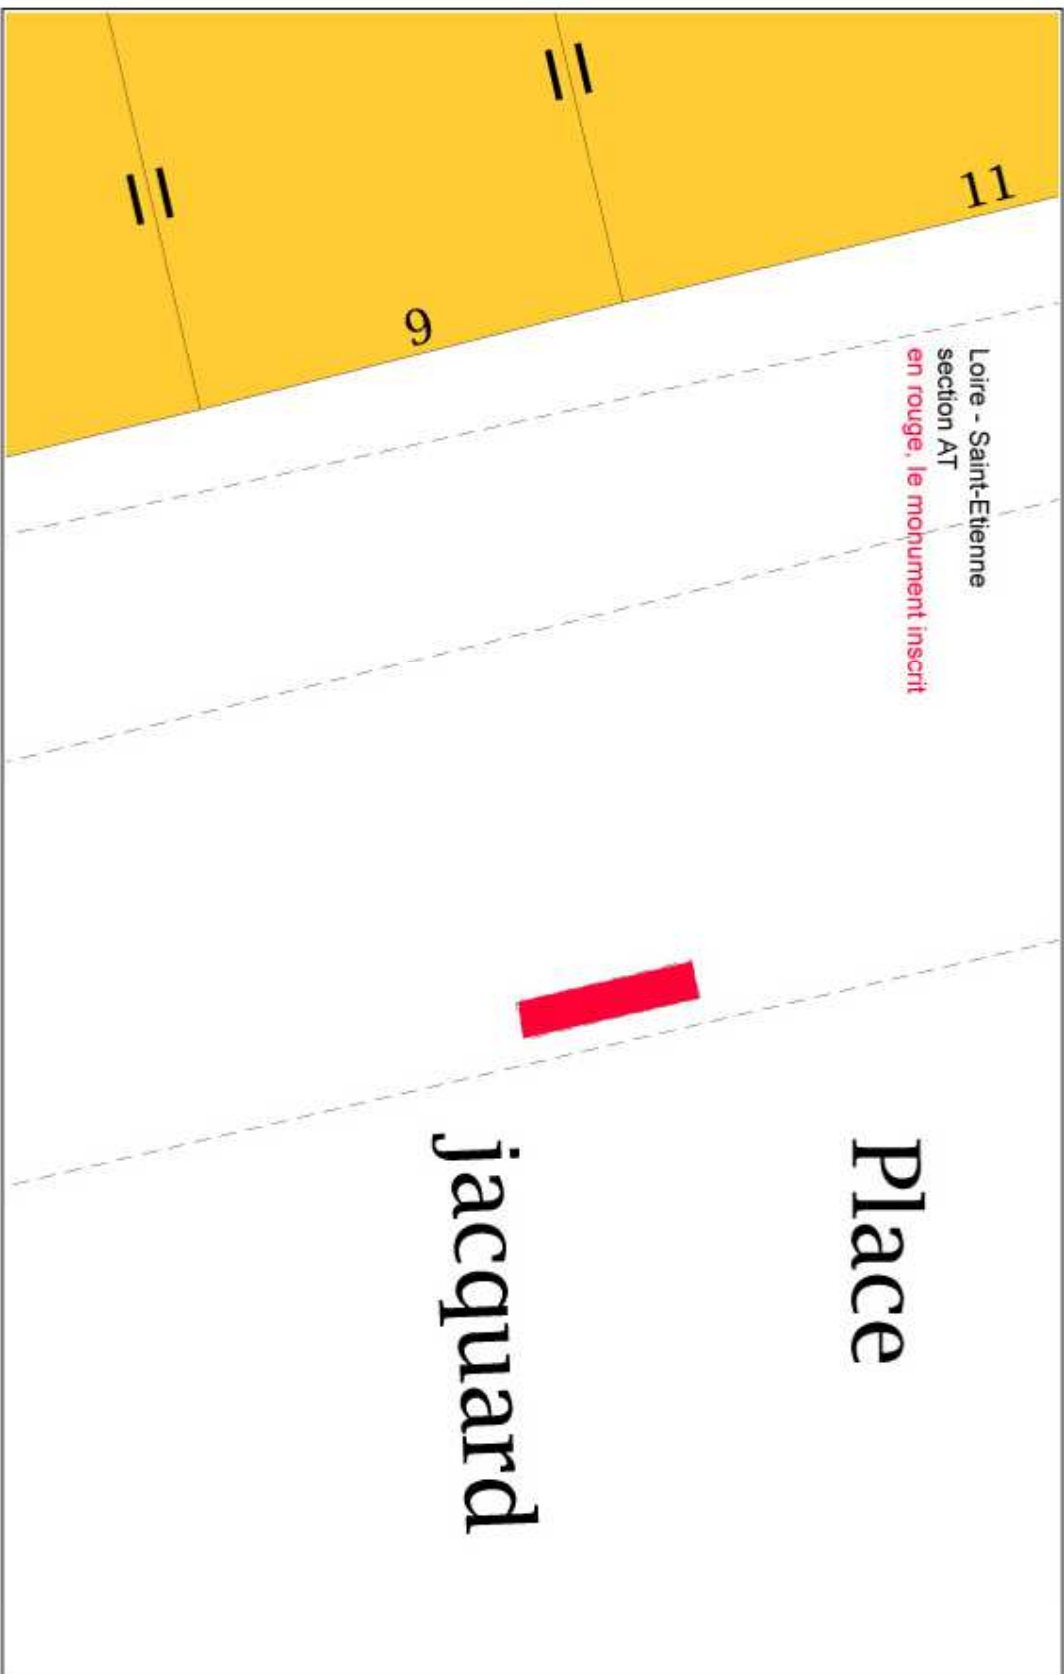 Loire - Saint-Etienne
section AT
en rouge, le monument inscrit
11
9
Place
jacquard